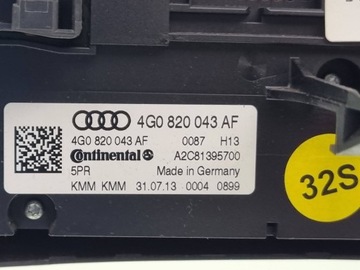 4G0 820 043 AF
4G0 820 043 AF 0087 H13
Continental A2C81395700
5PR Made in Germany
KMM KMM 31.07.13 0004 0899
32S